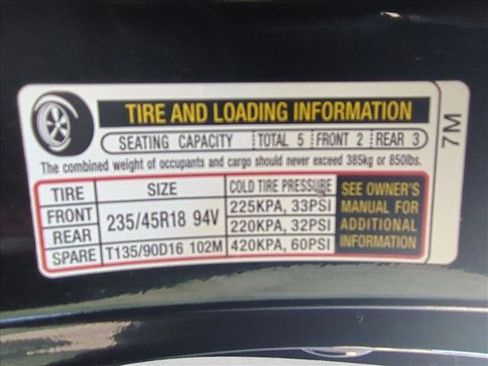 TIRE AND LOADING INFORMATION
SEATING CAPACITY TOTAL 5 FRONT 2 REAR 3
The combined weight of occupants and cargo should never exceed 385kg or 850lbs.
TIRE SIZE COLD TIRE PRESSURE SEE OWNER'S MANUAL FOR ADDITIONAL INFORMATION
FRONT 235/45R18 94V 225KPA, 33PSI
REAR 220KPA, 32PSI
SPARE T135/90D16 102M 420KPA, 60PSI
7M